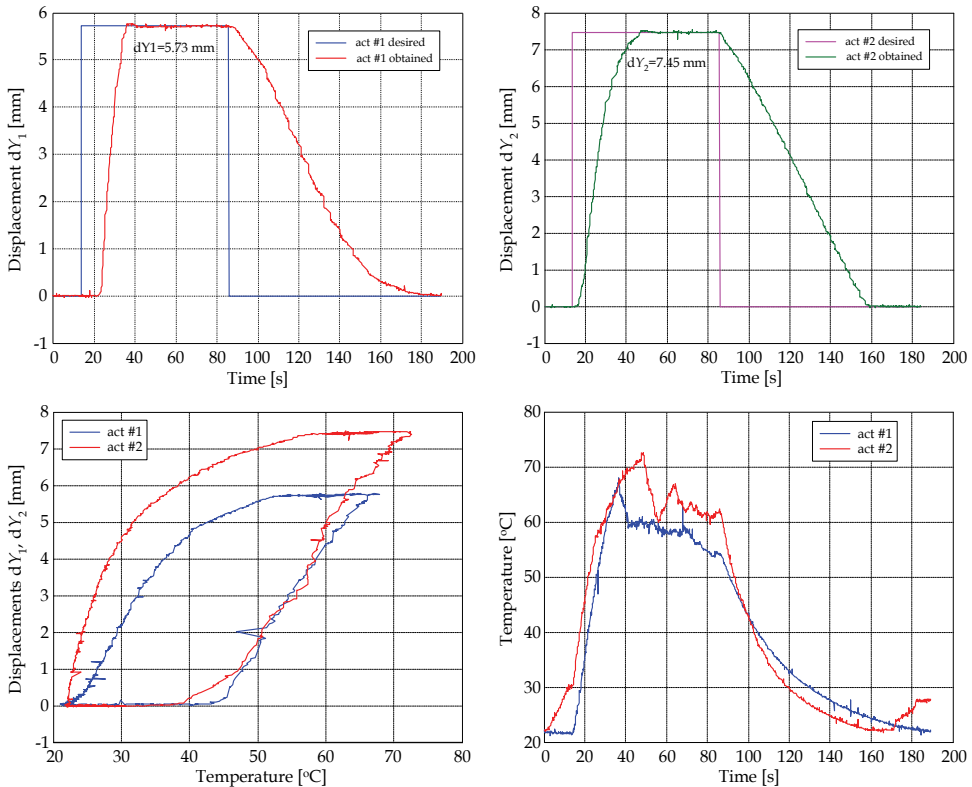 6
5
4
3
2
1
0
-1
Displacement dY1 [mm]
dY1=5.73 mm
act #1 desired
act #1 obtained
0 20 40 60 80 100 120 140 160 180 200
Time [s]
8
7
6
5
4
3
2
1
0
-1
Displacement dY2 [mm]
dY2=7.45 mm
act #2 desired
act #2 obtained
0 20 40 60 80 100 120 140 160 180 200
Time [s]
8
7
6
5
4
3
2
1
0
-1
Displacements dY1, dY2 [mm]
act #1
act #2
20 30 40 50 60 70 80
Temperature [°C]
80
70
60
50
40
30
20
Temperature [°C]
act #1
act #2
0 20 40 60 80 100 120 140 160 180 200
Time [s]